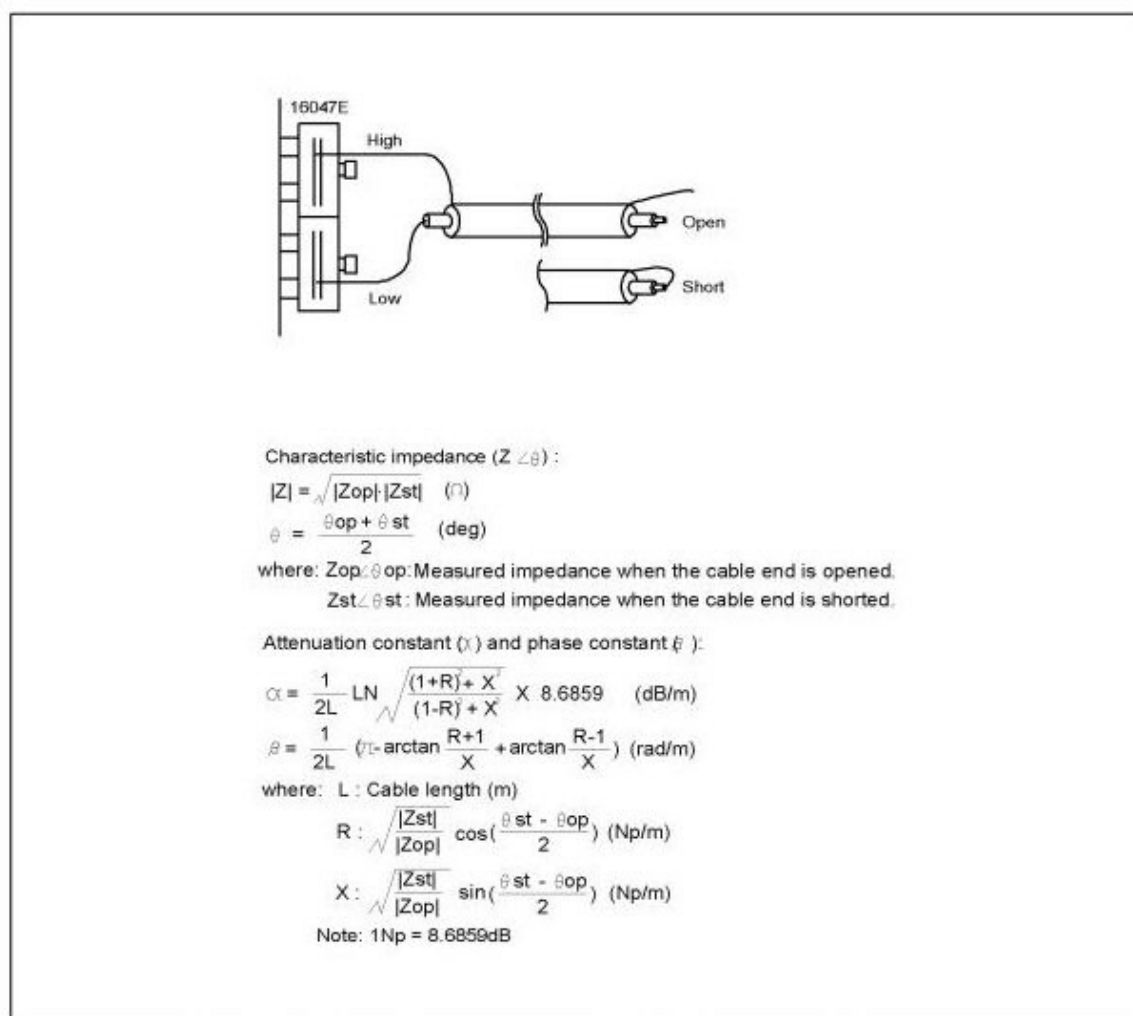 16047E
High
Open
Low
Short
Characteristic impedance (Z ∠θ) :
|Z| = √|Zop|·|Zst| (Ω)
θ = θop + θ st / 2 (deg)
where: Zop∠θop: Measured impedance when the cable end is opened.
Zst∠θst : Measured impedance when the cable end is shorted.
Attenuation constant (α) and phase constant (β ):
α = 1/2L LN √((1+R)² + X²)/((1-R)² + X²) X 8.6859 (dB/m)
β = 1/2L (π- arctan R+1/X + arctan R-1/X) (rad/m)
where: L : Cable length (m)
R : √|Zst|/|Zop| cos(θ st - θop / 2) (Np/m)
X : √|Zst|/|Zop| sin(θ st - θop / 2) (Np/m)
Note: 1Np = 8.6859dB